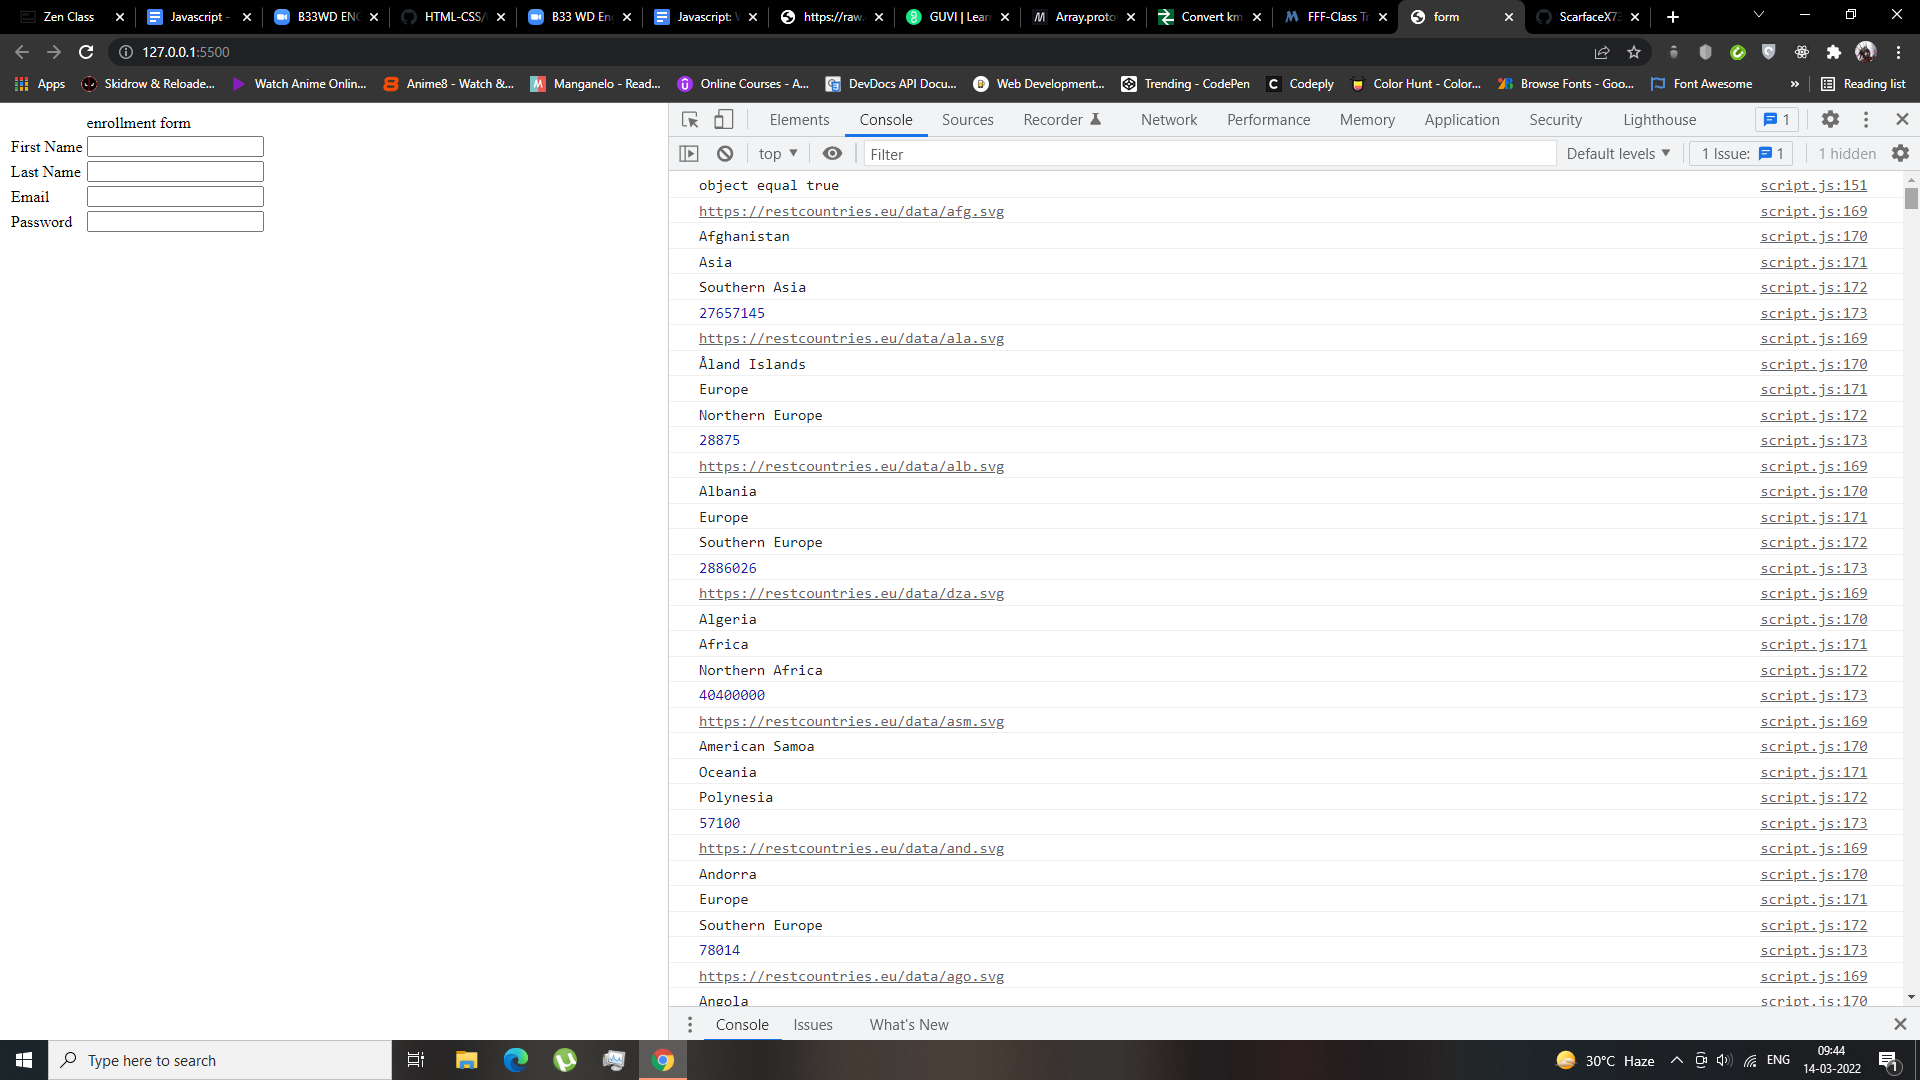 Zen Class
Javascript -
B33WD EN
HTML-CSS/
B33 WD En
Javascript: V
https://raw.
GUVI | Lear
Array.proto
Convert km
FFF-Class Tr
form
ScarfaceX7
127.0.0.1:5500
Apps
Skidrow & Reloade...
Watch Anime Onlin...
Anime8 - Watch &...
Manganelo - Read...
Online Courses - A...
DevDocs API Docu...
Web Development...
Trending - CodePen
Codeply
Color Hunt - Color...
Browse Fonts - Goo...
Font Awesome
»
Reading list
enrollment form
First Name
Last Name
Email
Password
Elements Console Sources Recorder Network Performance Memory Application Security Lighthouse 1
top Filter Default levels 1 Issue: 1 1 hidden
object equal true script.js:151
https://restcountries.eu/data/afg.svg script.js:169
Afghanistan script.js:170
Asia script.js:171
Southern Asia script.js:172
27657145 script.js:173
https://restcountries.eu/data/ala.svg script.js:169
Åland Islands script.js:170
Europe script.js:171
Northern Europe script.js:172
28875 script.js:173
https://restcountries.eu/data/alb.svg script.js:169
Albania script.js:170
Europe script.js:171
Southern Europe script.js:172
2886026 script.js:173
https://restcountries.eu/data/dza.svg script.js:169
Algeria script.js:170
Africa script.js:171
Northern Africa script.js:172
40400000 script.js:173
https://restcountries.eu/data/asm.svg script.js:169
American Samoa script.js:170
Oceania script.js:171
Polynesia script.js:172
57100 script.js:173
https://restcountries.eu/data/and.svg script.js:169
Andorra script.js:170
Europe script.js:171
Southern Europe script.js:172
78014 script.js:173
https://restcountries.eu/data/ago.svg script.js:169
Angola script.js:170
Console Issues What's New
Type here to search
30°C Haze
ENG
09:44
14-03-2022
1